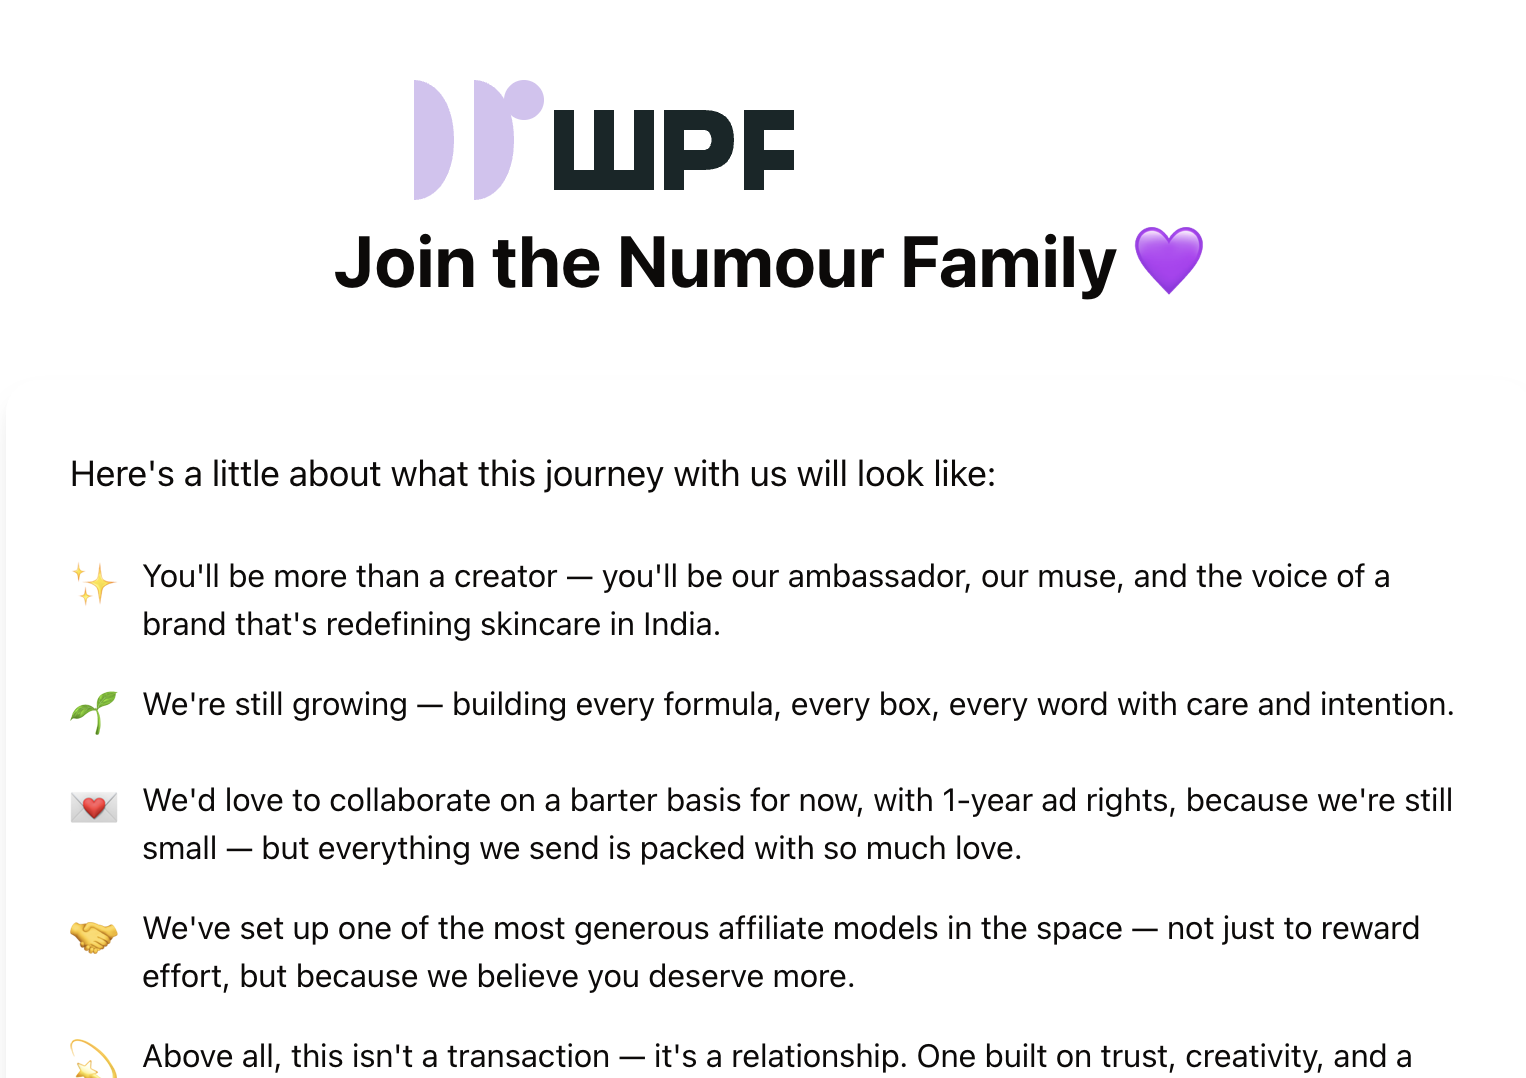 WPF
Join the Numour Family 💜
Here's a little about what this journey with us will look like:
✨ You'll be more than a creator — you'll be our ambassador, our muse, and the voice of a
brand that's redefining skincare in India.
🌱 We're still growing — building every formula, every box, every word with care and intention.
💌 We'd love to collaborate on a barter basis for now, with 1-year ad rights, because we're still
small — but everything we send is packed with so much love.
🤝 We've set up one of the most generous affiliate models in the space — not just to reward
effort, but because we believe you deserve more.
💫 Above all, this isn't a transaction — it's a relationship. One built on trust, creativity, and a